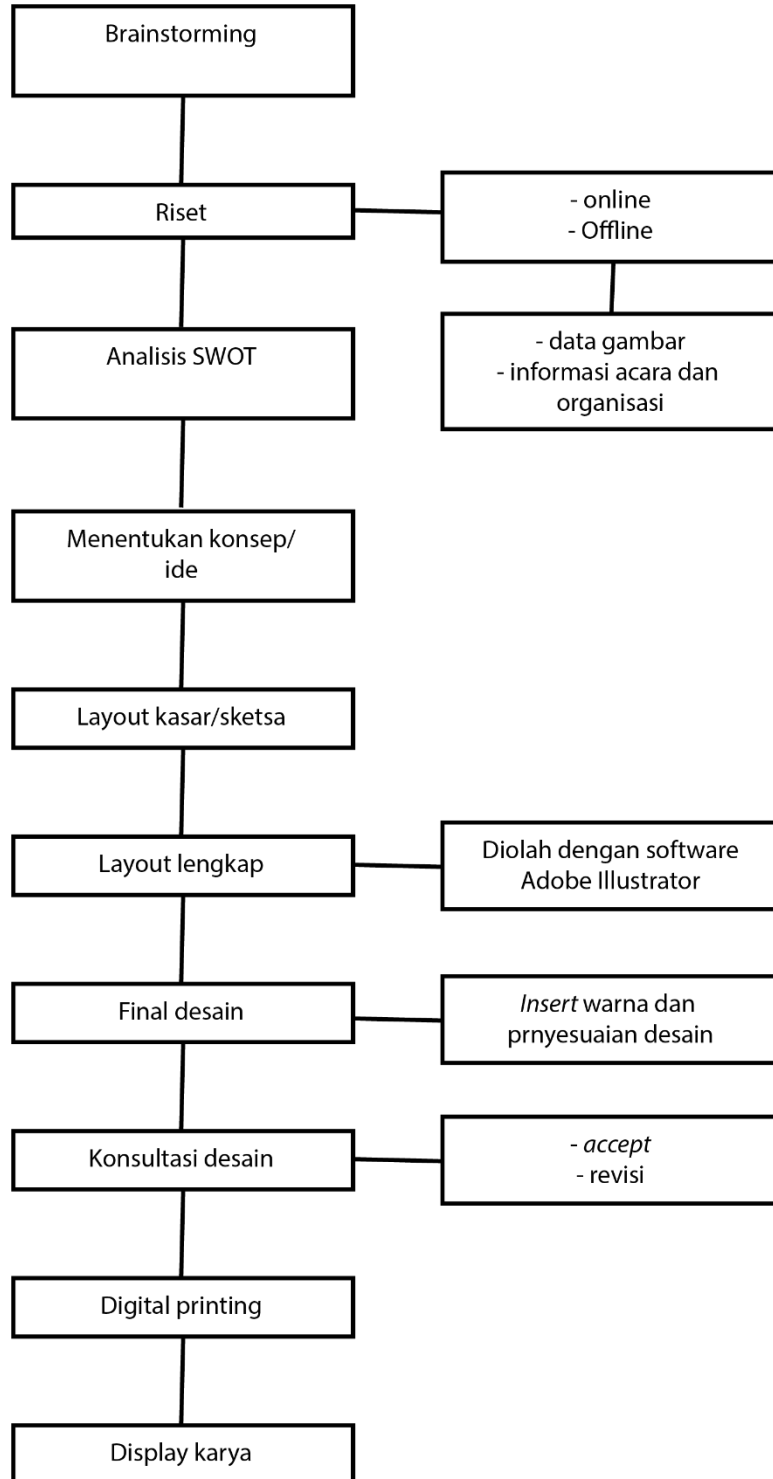 Brainstorming
Riset
- online
- Offline
Analisis SWOT
- data gambar
- informasi acara dan
organisasi
Menentukan konsep/
ide
Layout kasar/sketsa
Layout lengkap
Diolah dengan software
Adobe Illustrator
Final desain
Insert warna dan
prnyesuaian desain
Konsultasi desain
- accept
- revisi
Digital printing
Display karya